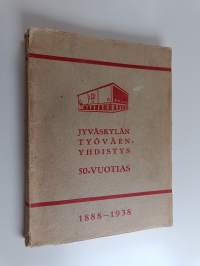 JYVÄSKYLÄN
TYÖVÄEN-
YHDISTYS
50-VUOTIAS
1888-1938